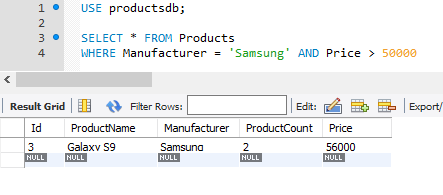 1 USE productsdb;
2
3 SELECT * FROM Products
4 WHERE Manufacturer = 'Samsung' AND Price > 50000
Result Grid Filter Rows: Edit: Export/
Id ProductName Manufacturer ProductCount Price
3 Galaxy S9 Samsung 2 56000
NULL NULL NULL NULL NULL